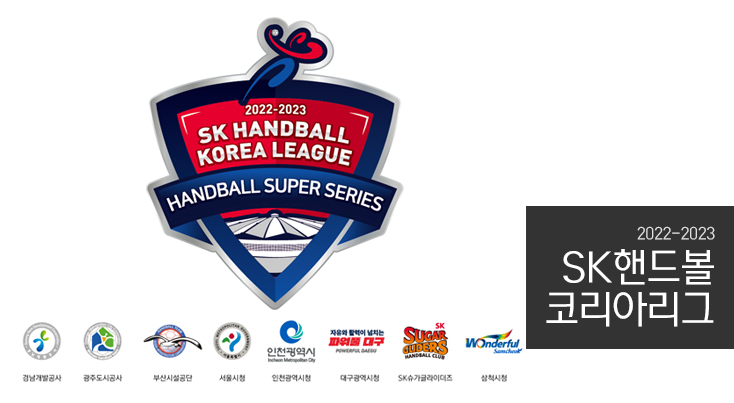 2022-2023
SK HANDBALL
KOREA LEAGUE
HANDBALL SUPER SERIES
2022-2023
SK핸드볼
코리아리그
인천광역시
Incheon Metropolitan City
자유와 활력이 넘치는
파워풀 대구
POWERFUL DAEGU
SK
SUGAR
GLIDERS
HANDBALL CLUB
Wonderful
Samcheok
경남개발공사
광주도시공사
부산시설공단
서울시청
인천광역시청
대구광역시청
SK슈가글라이더즈
삼척시청